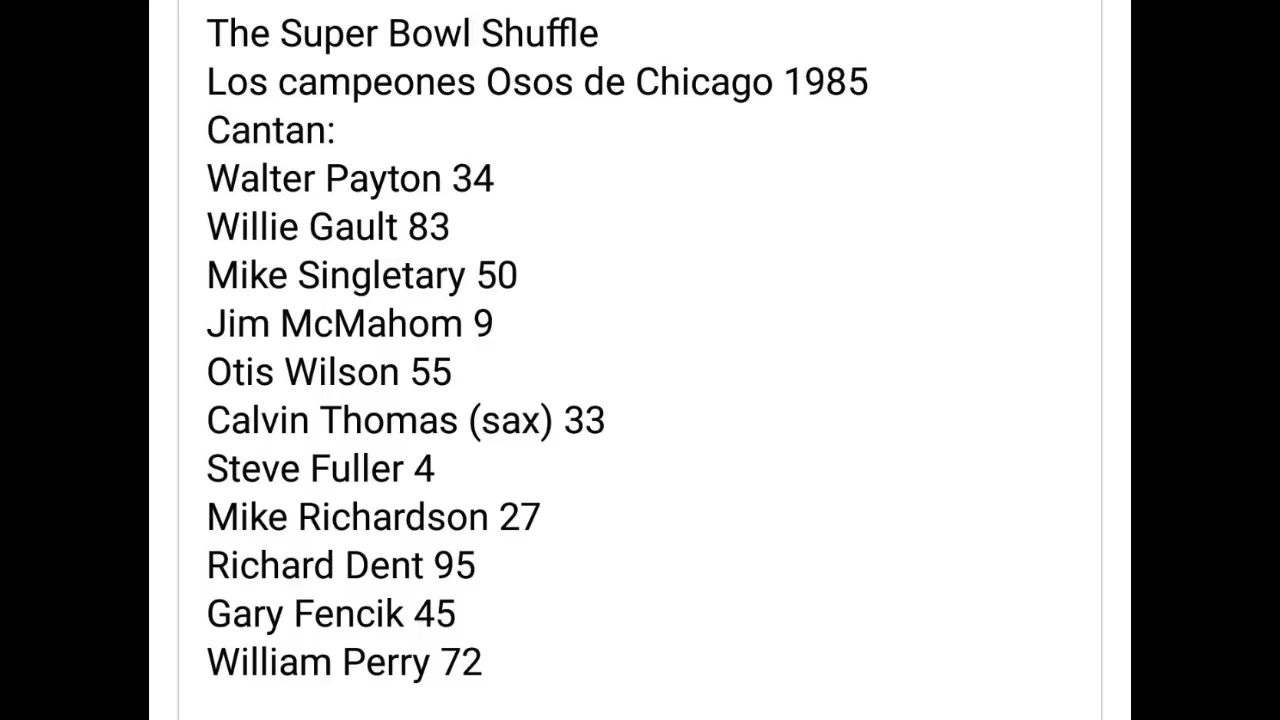 The Super Bowl Shuffle
Los campeones Osos de Chicago 1985
Cantan:
Walter Payton 34
Willie Gault 83
Mike Singletary 50
Jim McMahom 9
Otis Wilson 55
Calvin Thomas (sax) 33
Steve Fuller 4
Mike Richardson 27
Richard Dent 95
Gary Fencik 45
William Perry 72